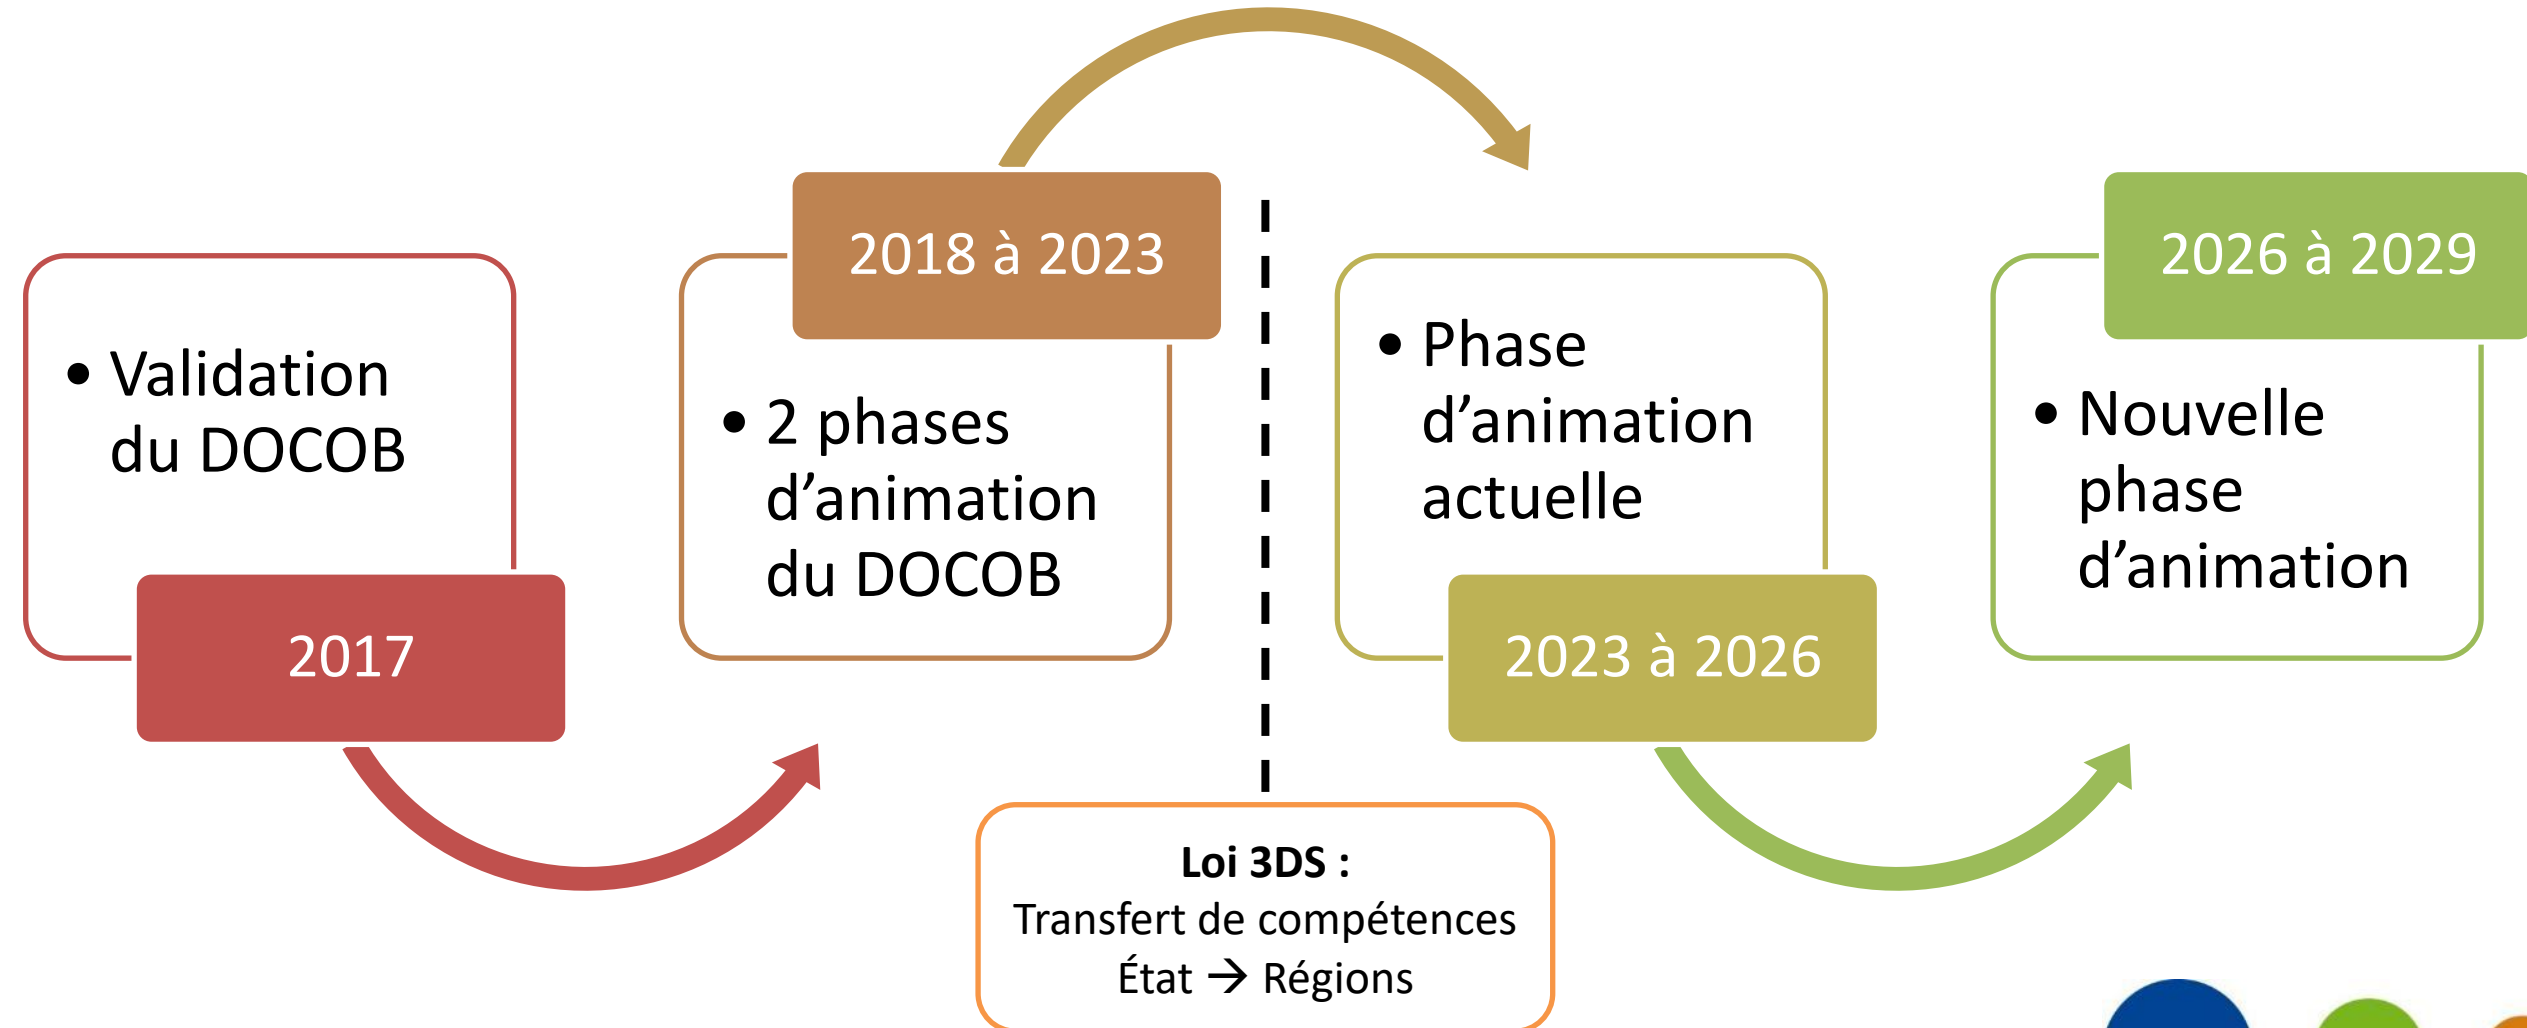 • Validation
du DOCOB
2017
2018 à 2023
• 2 phases
d’animation
du DOCOB
Loi 3DS :
Transfert de compétences
État → Régions
• Phase
d’animation
actuelle
2023 à 2026
2026 à 2029
• Nouvelle
phase
d’animation